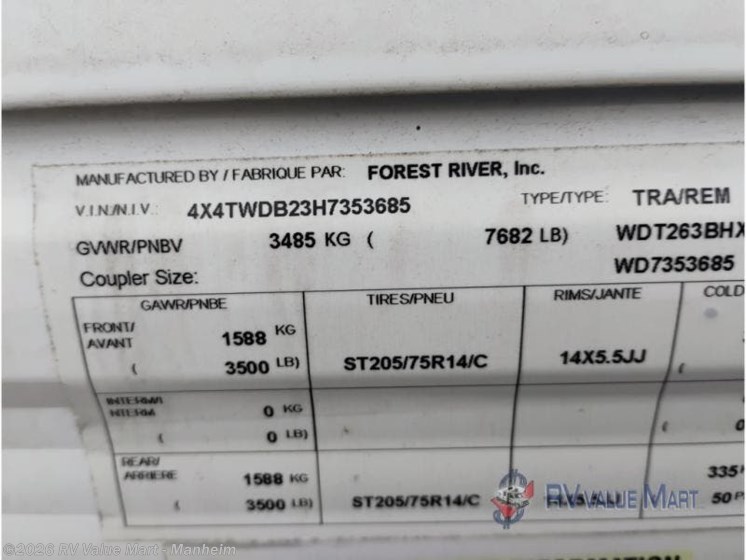 MANUFACTURED BY / FABRIQUE PAR: FOREST RIVER, Inc.
V.I.N./N.I.V.: 4X4TWDB23H7353685 TYPE/TYPE: TRA/REM
GVWR/PNBV 3485 KG ( 7682 LB) WDT263BHX
Coupler Size: WD7353685
GAWR/PNBE TIRES/PNEU RIMS/JANTE COLD
FRONT/
AVANT 1588 KG
( 3500 LB) ST205/75R14/C 14X5.5JJ (
INTERM/
INTERM 0 KG
( 0 LB) (
REAR/
ARRIERE 1588 KG 335
( 3500 LB) ST205/75R14/C 50 P
RV VALUE MART
©2026 RV Value Mart - Manheim